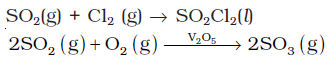 SO₂(g) + Cl₂ (g) → SO₂Cl₂(l)
2SO₂ (g) + O₂ (g) —V₂O₅→ 2SO₃ (g)